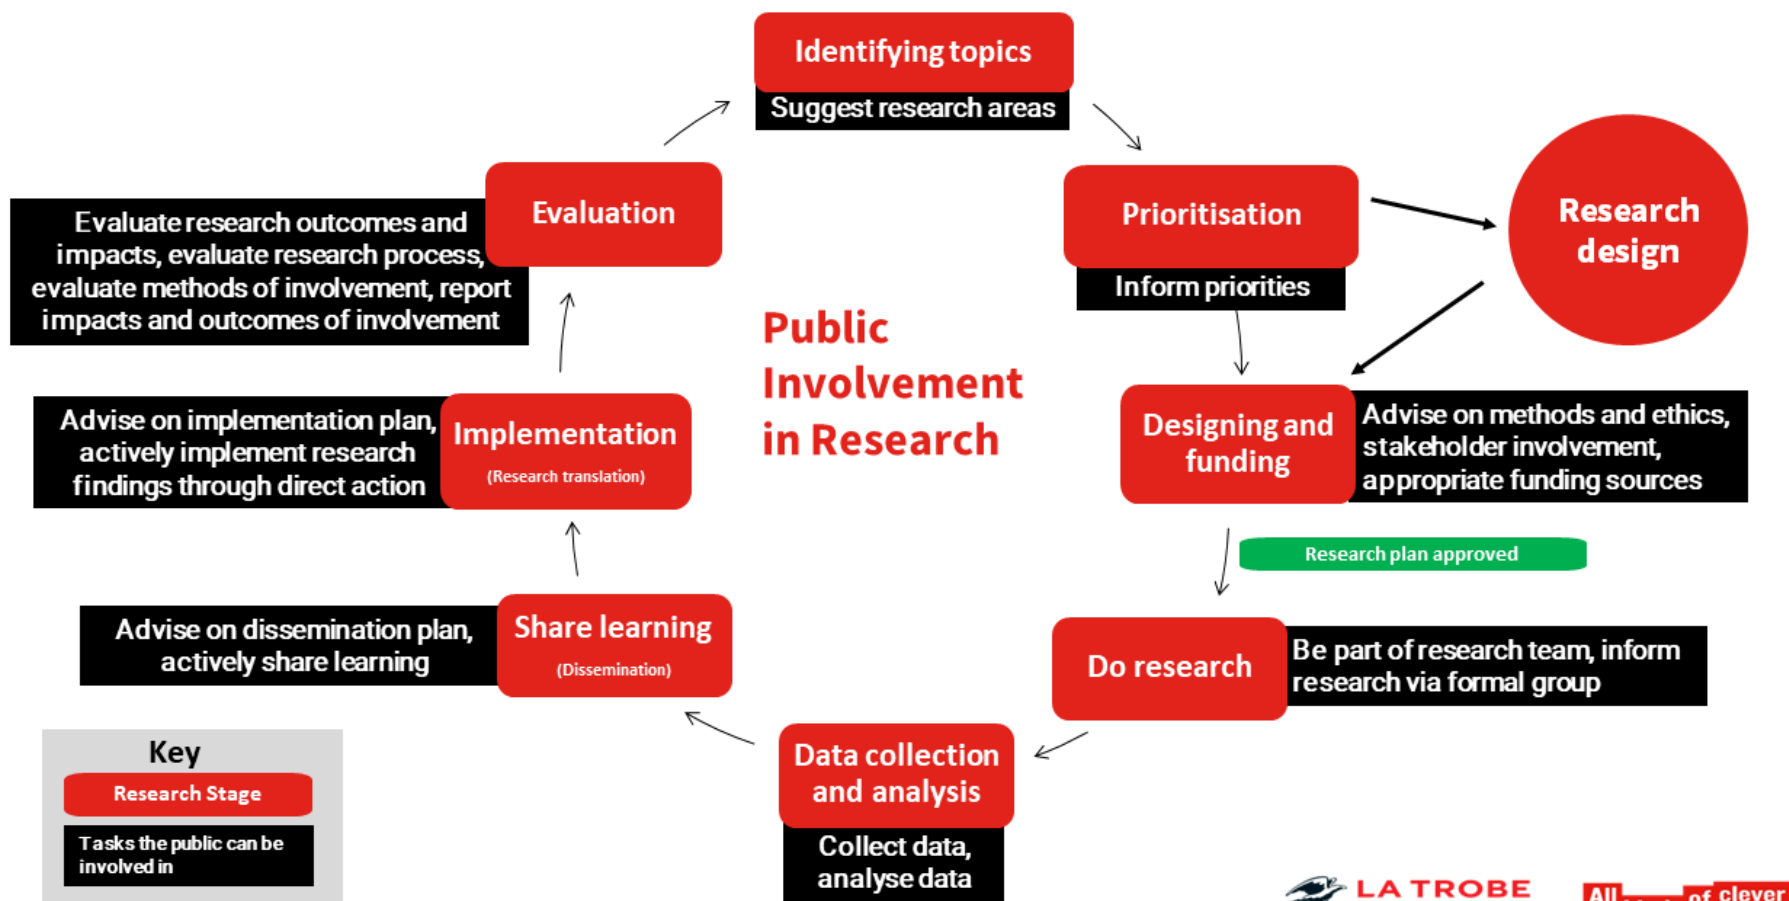 Identifying topics
Suggest research areas
Prioritisation
Inform priorities
Research
design
Designing and
funding
Advise on methods and ethics,
stakeholder involvement,
appropriate funding sources
Research plan approved
Do research
Be part of research team, inform
research via formal group
Data collection
and analysis
Collect data,
analyse data
Share learning
(Dissemination)
Advise on dissemination plan,
actively share learning
Implementation
(Research translation)
Advise on implementation plan,
actively implement research
findings through direct action
Evaluation
Evaluate research outcomes and
impacts, evaluate research process,
evaluate methods of involvement, report
impacts and outcomes of involvement
Public
Involvement
in Research
Key
Research Stage
Tasks the public can be
involved in
LA TROBE
All of clever